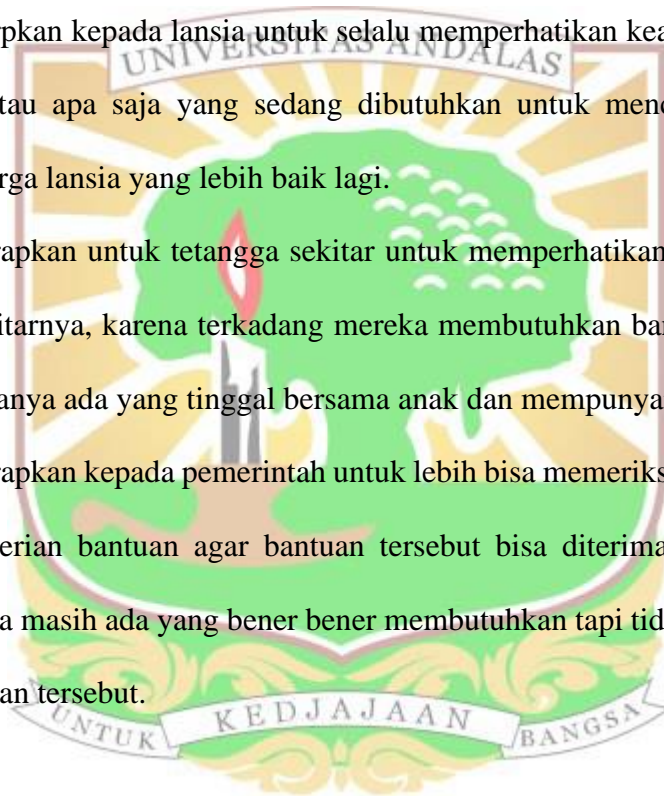 rpkan kepada lansia untuk selalu memperhatikan kea
UNIVERSITAS ANDALAS
tau apa saja yang sedang dibutuhkan untuk menc
rga lansia yang lebih baik lagi.
rapkan untuk tetangga sekitar untuk memperhatikan
itarnya, karena terkadang mereka membutuhkan ban
anya ada yang tinggal bersama anak dan mempunya
rapkan kepada pemerintah untuk lebih bisa memeriks
erian bantuan agar bantuan tersebut bisa diterima
a masih ada yang bener bener membutuhkan tapi tid
an tersebut.
UNTUK KEDJAJAAN BANGSA